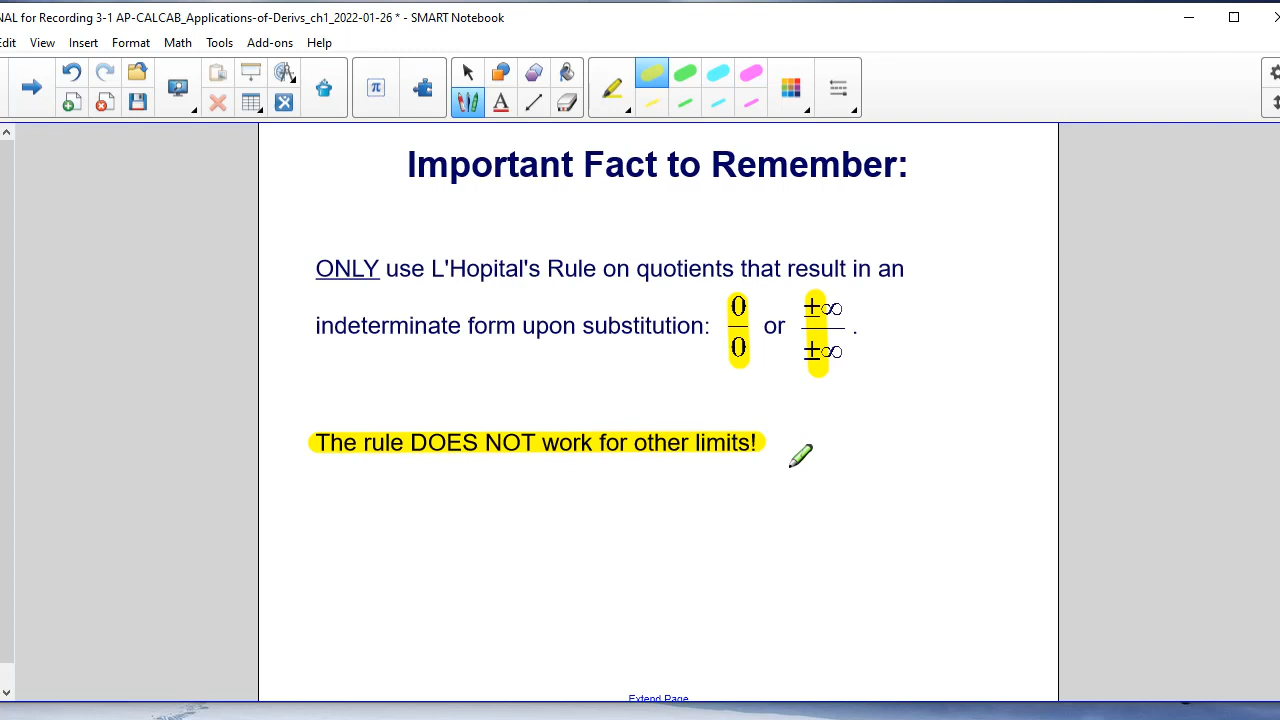 NAL for Recording 3-1 AP-CALCAB_Applications-of-Derivs_ch1_2022-01-26 * - SMART Notebook
Edit View Insert Format Math Tools Add-ons Help
π
A
Important Fact to Remember:
ONLY use L'Hopital's Rule on quotients that result in an
indeterminate form upon substitution: 0/0 or ±∞/±∞ .
The rule DOES NOT work for other limits!
Extend Page